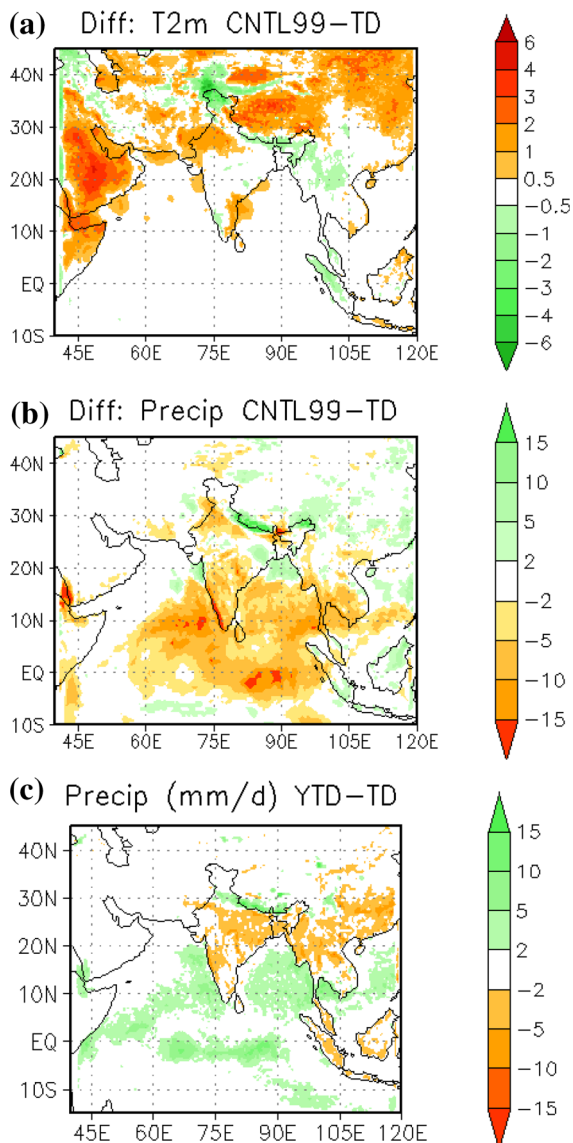 (a) Diff: T2m CNTL99−TD
40N
30N
20N
10N
EQ
10S
45E 60E 75E 90E 105E 120E
6
4
3
2
1
0.5
−0.5
−1
−2
−3
−4
−6
(b) Diff: Precip CNTL99−TD
40N
30N
20N
10N
EQ
10S
45E 60E 75E 90E 105E 120E
15
10
5
2
−2
−5
−10
−15
(c) Precip (mm/d) YTD−TD
40N
30N
20N
10N
EQ
10S
45E 60E 75E 90E 105E 120E
15
10
5
2
−2
−5
−10
−15